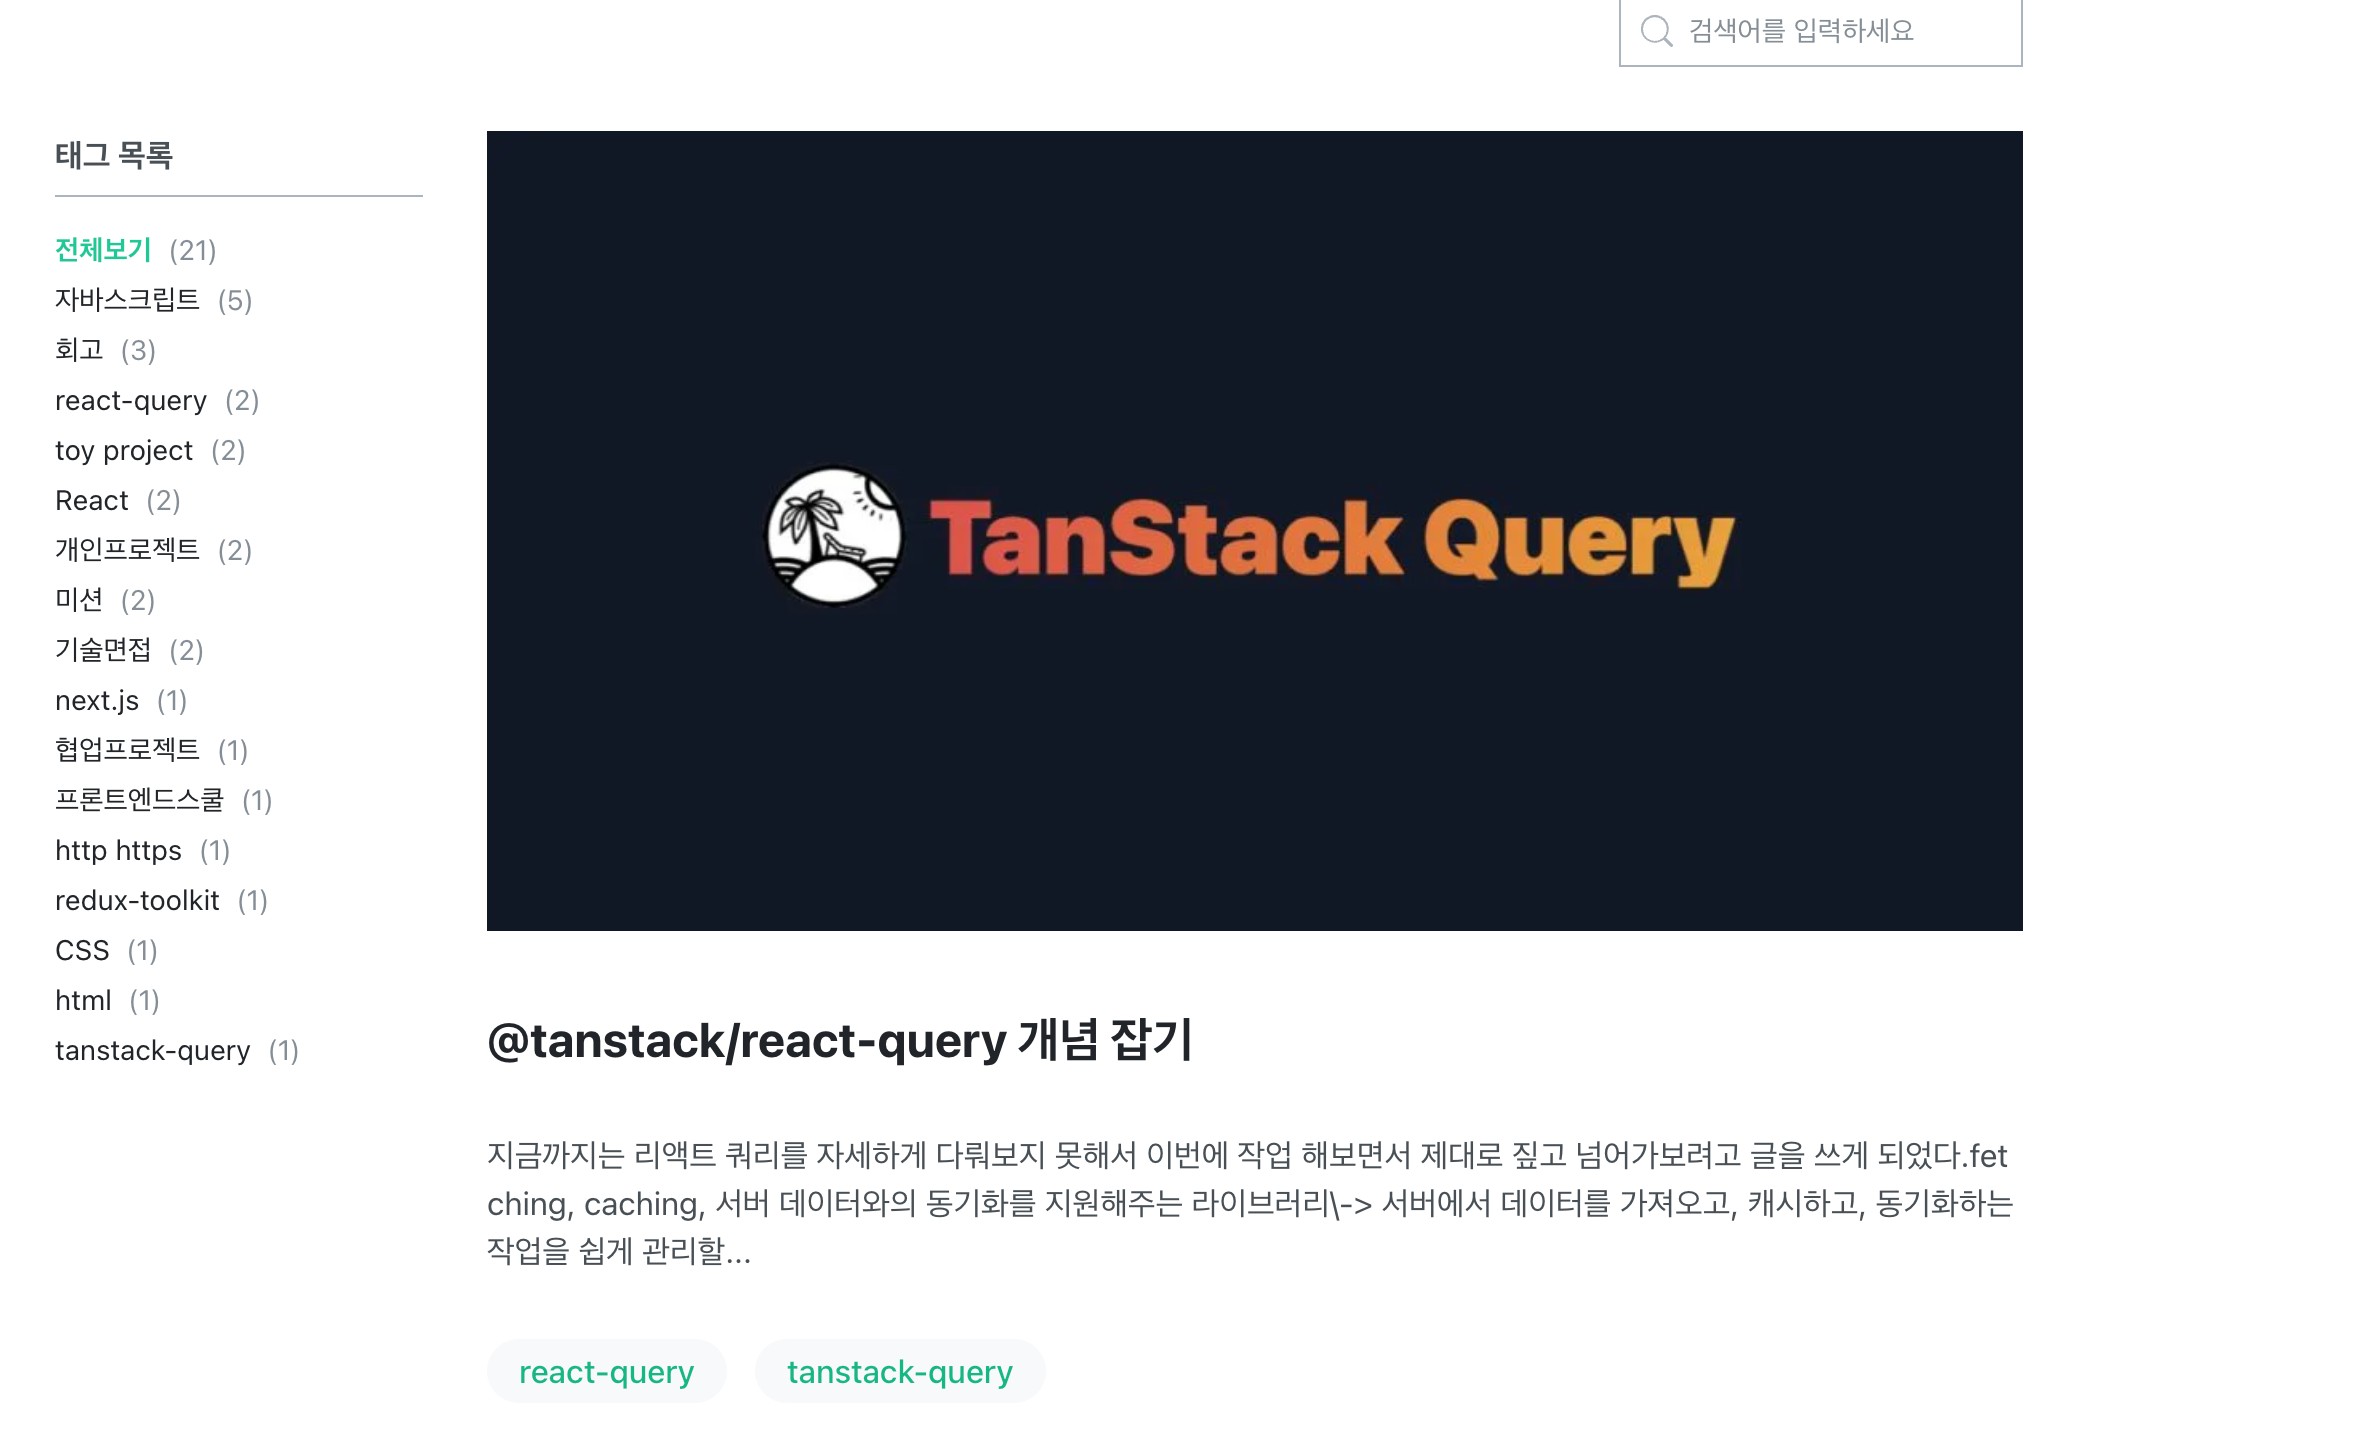 검색어를 입력하세요
태그 목록
전체보기 (21)
자바스크립트 (5)
회고 (3)
react-query (2)
toy project (2)
React (2)
개인프로젝트 (2)
미션 (2)
기술면접 (2)
next.js (1)
협업프로젝트 (1)
프론트엔드스쿨 (1)
http https (1)
redux-toolkit (1)
CSS (1)
html (1)
tanstack-query (1)
TanStack Query
@tanstack/react-query 개념 잡기
지금까지는 리액트 쿼리를 자세하게 다뤄보지 못해서 이번에 작업 해보면서 제대로 짚고 넘어가보려고 글을 쓰게 되었다.fet
ching, caching, 서버 데이터와의 동기화를 지원해주는 라이브러리\-> 서버에서 데이터를 가져오고, 캐시하고, 동기화하는
작업을 쉽게 관리할...
react-query tanstack-query